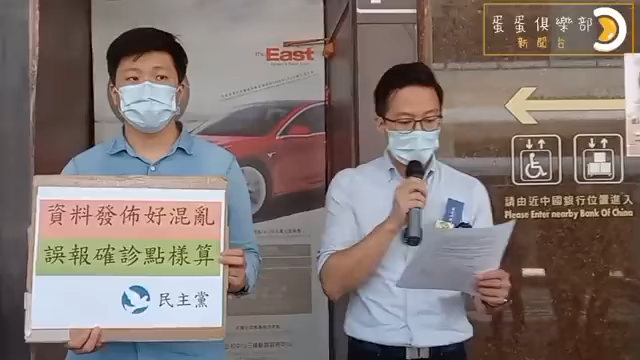 蛋蛋俱樂部
新聞台
The East
資料發佈好混亂
誤報確診點樣算
民主黨
請由近中國銀行位置進入
Please Enter nearby Bank Of China